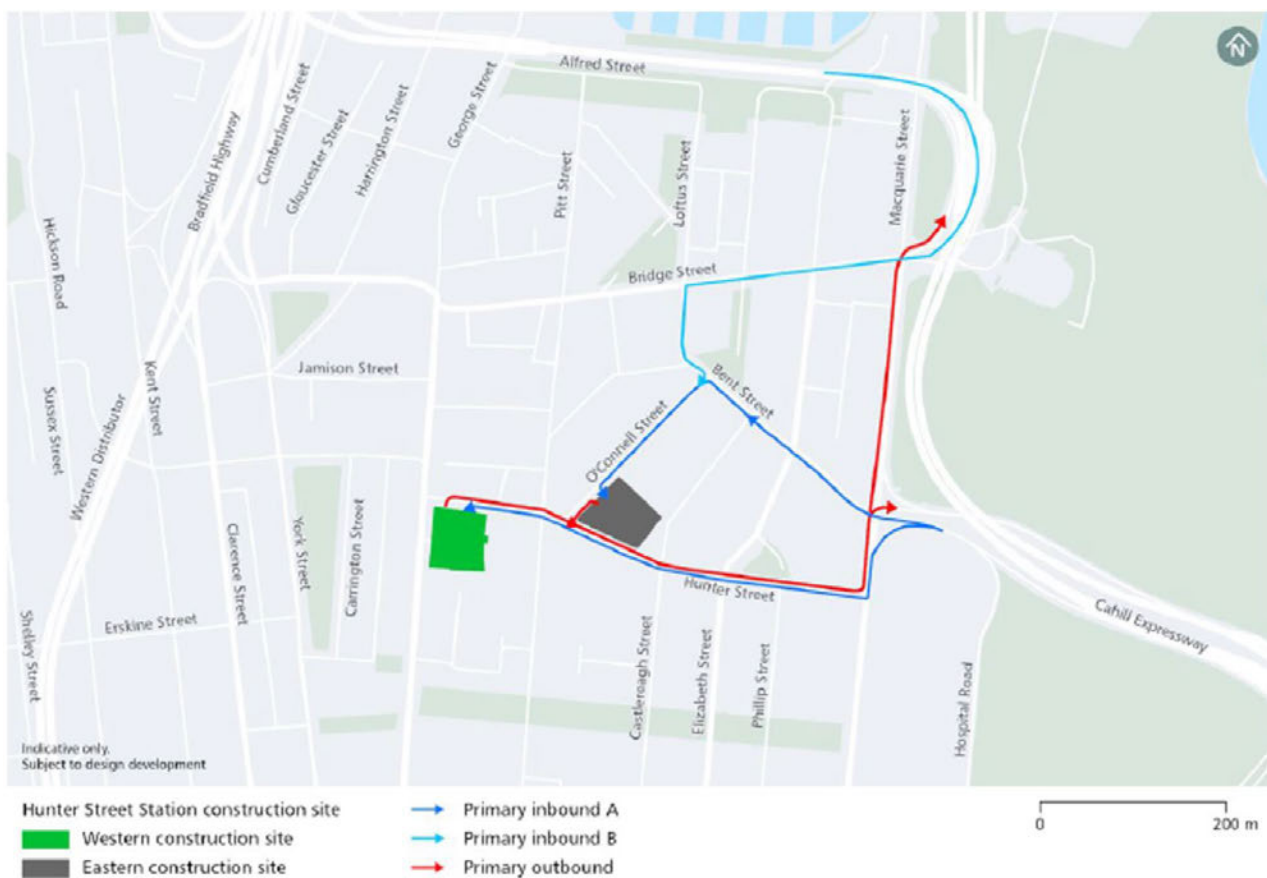 N
Alfred Street
Cumberland Street
Gloucester Street
Harrington Street
George Street
Bradfield Highway
Pitt Street
Loftus Street
Macquarie Street
Hickson Road
Bridge Street
Jamison Street
Bent Street
Kent Street
Sussex Street
Western Distributor
O'Connell Street
Clarence Street
York Street
Carrington Street
Hunter Street
Erskine Street
Shelley Street
Castlereagh Street
Elizabeth Street
Phillip Street
Hospital Road
Cahill Expressway
Indicative only.
Subject to design development
Hunter Street Station construction site
Western construction site
Eastern construction site
Primary inbound A
Primary inbound B
Primary outbound
0
200 m